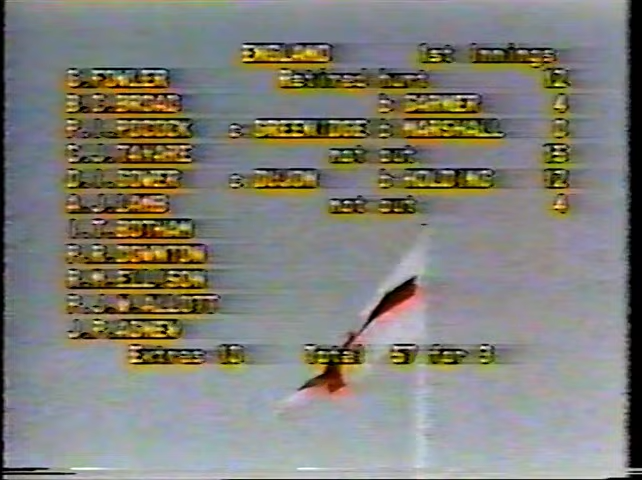 ENGLAND 1st Innings
G.FOWLER Retired hurt 12
B.C.BROAD b GARNER 4
P.I.POCOCK c GREENIDGE b MARSHALL 0
C.J.TAVARE not out 15
D.I.GOWER c DUJON b HOLDING 12
A.J.LAMB not out 4
I.T.BOTHAM
P.R.DOWNTON
R.M.ELLISON
P.J.W.ALLOTT
J.P.AGNEW
Extras 10 Total 57 for 3